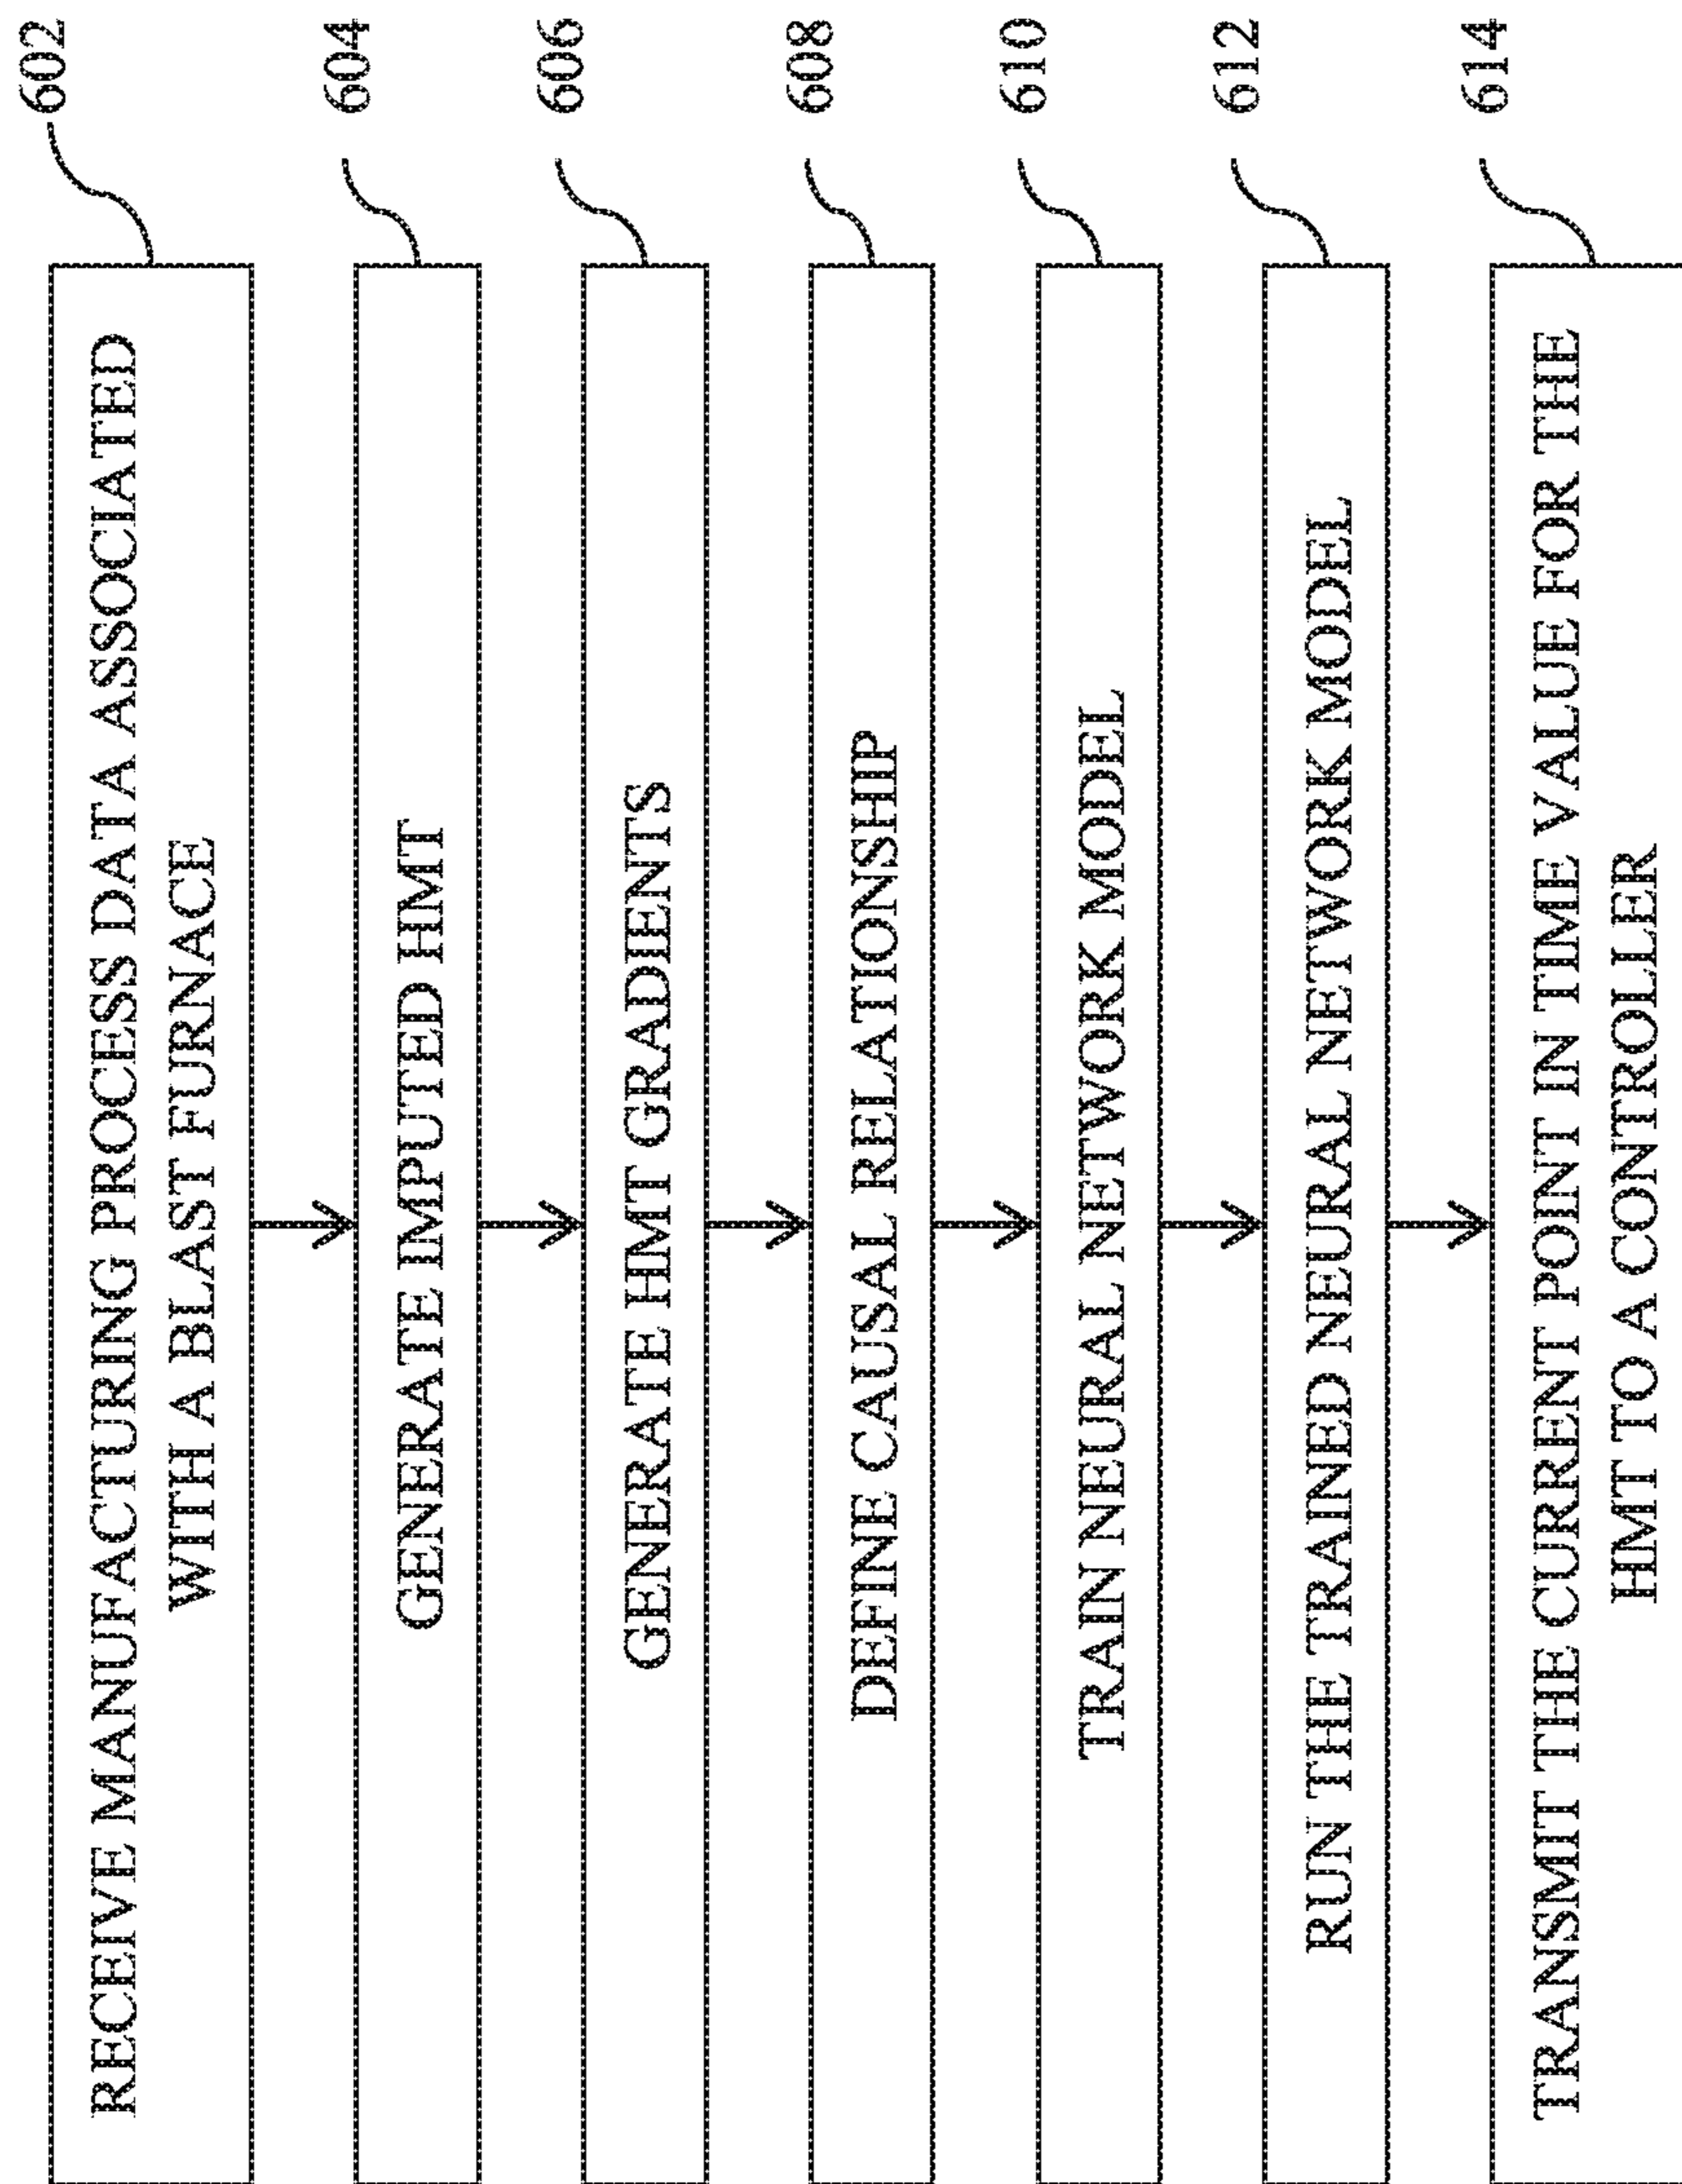 602
RECEIVE MANUFACTURING PROCESS DATA ASSOCIATED
WITH A BLAST FURNACE
604
GENERATE IMPUTED HMT
606
GENERATE HMT GRADIENTS
608
DEFINE CAUSAL RELATIONSHIP
610
TRAIN NEURAL NETWORK MODEL
612
RUN THE TRAINED NEURAL NETWORK MODEL
614
TRANSMIT THE CURRENT POINT IN TIME VALUE FOR THE
HMT TO A CONTROLLER